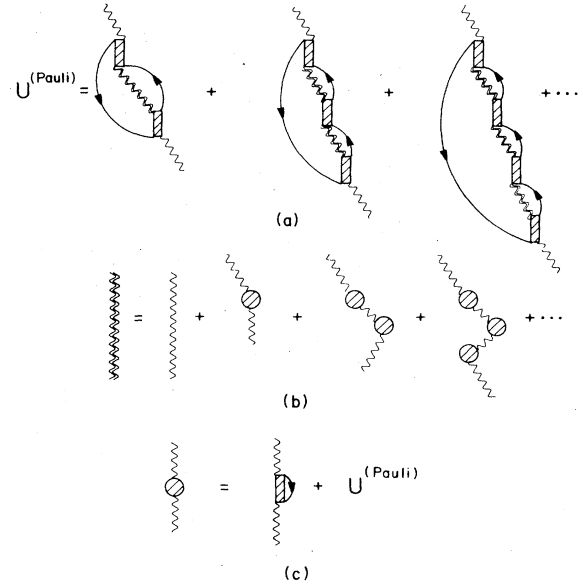 U(Pauli) = + + + ···
(a)
= + + + + ···
(b)
= + U(Pauli)
(c)